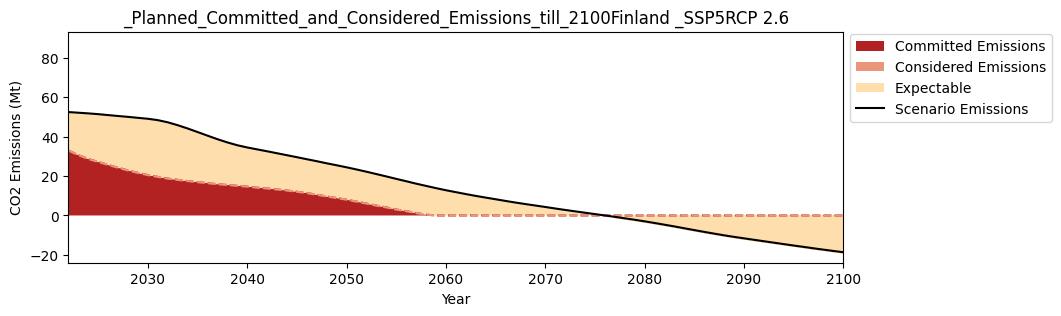 _Planned_Committed_and_Considered_Emissions_till_2100Finland _SSP5RCP 2.6
Committed Emissions
Considered Emissions
Expectable
Scenario Emissions
CO2 Emissions (Mt)
80
60
40
20
0
−20
2030 2040 2050 2060 2070 2080 2090 2100
Year